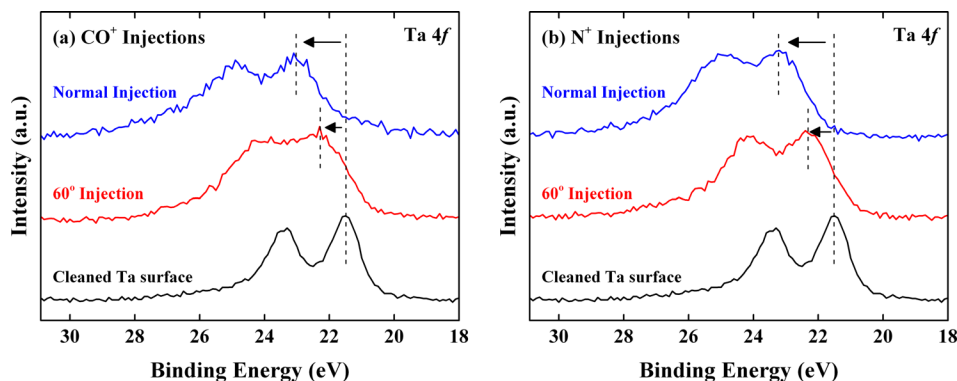 (a) CO⁺ Injections
Ta 4f
Normal Injection
60° Injection
Cleaned Ta surface
Intensity (a.u.)
30 28 26 24 22 20 18
Binding Energy (eV)
(b) N⁺ Injections
Ta 4f
Normal Injection
60° Injection
Cleaned Ta surface
Intensity (a.u.)
30 28 26 24 22 20 18
Binding Energy (eV)